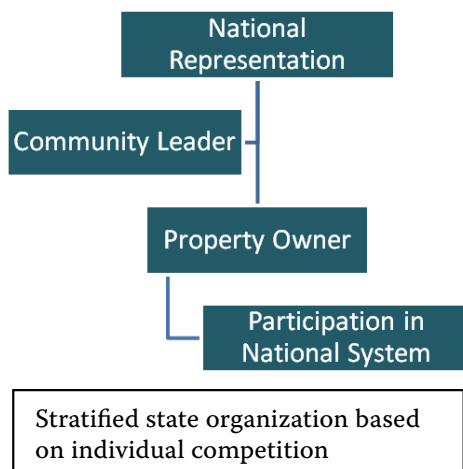 National
Representation
Community Leader
Property Owner
Participation in
National System
Stratified state organization based
on individual competition